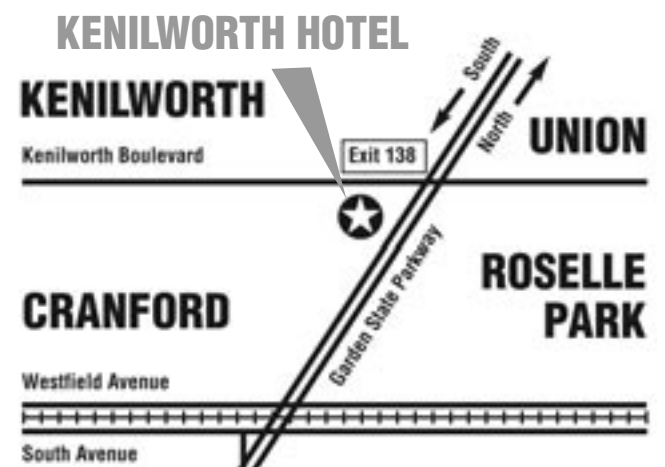 KENILWORTH HOTEL
South
North
KENILWORTH
UNION
Kenilworth Boulevard
Exit 138
CRANFORD
ROSELLE
PARK
Garden State Parkway
Westfield Avenue
South Avenue